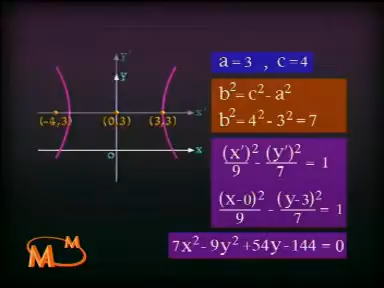 y'
y
x'
(-4,3) (0,3) (3,3)
x
o
a = 3 , c = 4
b² = c² - a²
b² = 4² - 3² = 7
(x')²/9 - (y')²/7 = 1
(x-0)²/9 - (y-3)²/7 = 1
7x² - 9y² + 54y - 144 = 0
M M